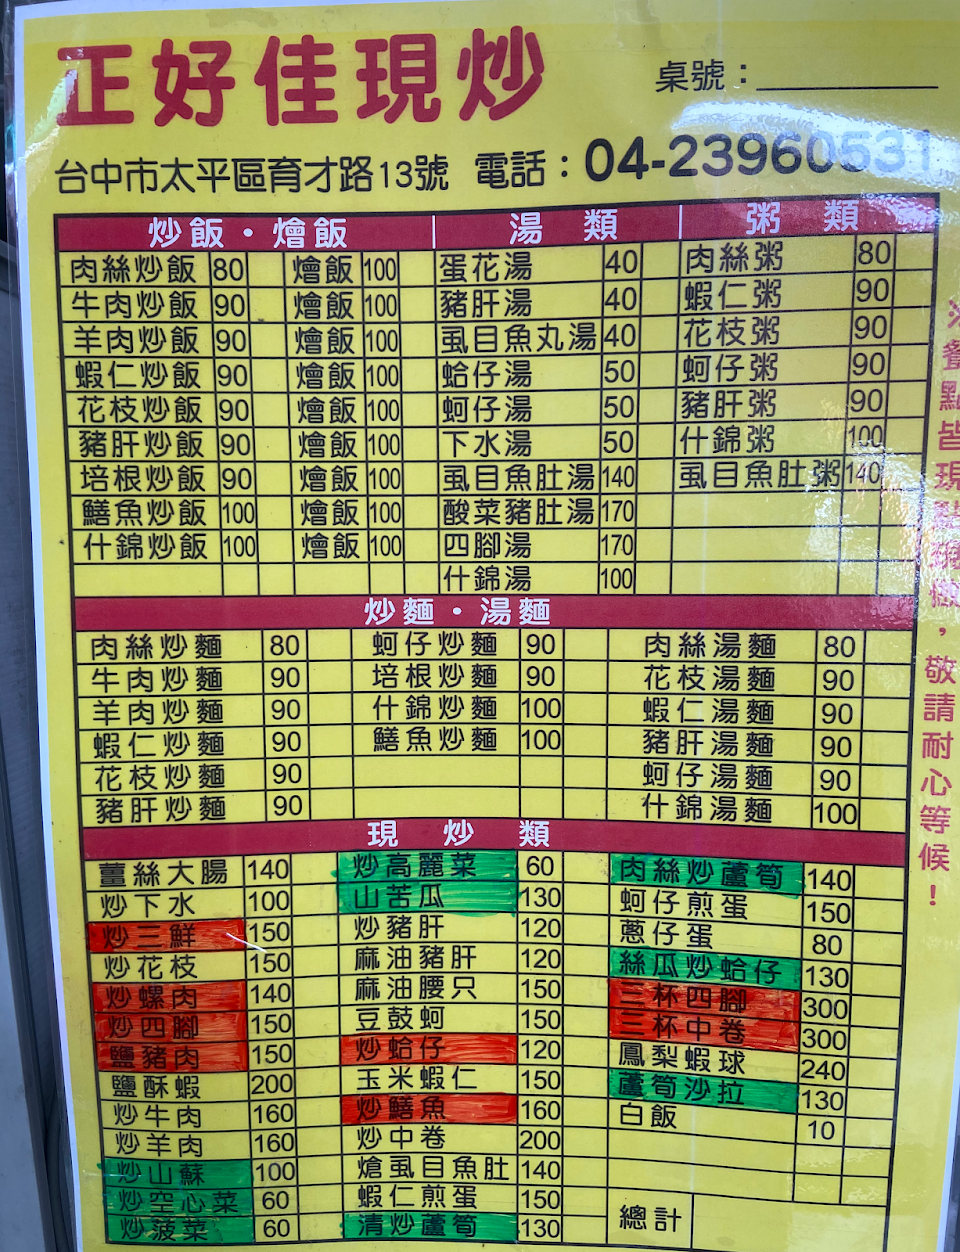 正好佳現炒
桌號：
台中市太平區育才路13號 電話：04-23960531
炒飯・燴飯 湯類 粥類
肉絲炒飯 80 燴飯 100 蛋花湯 40 肉絲粥 80
牛肉炒飯 90 燴飯 100 豬肝湯 40 蝦仁粥 90
羊肉炒飯 90 燴飯 100 虱目魚丸湯 40 花枝粥 90
蝦仁炒飯 90 燴飯 100 蛤仔湯 50 蚵仔粥 90
花枝炒飯 90 燴飯 100 蚵仔湯 50 豬肝粥 90
豬肝炒飯 90 燴飯 100 下水湯 50 什錦粥 100
培根炒飯 90 燴飯 100 虱目魚肚湯 140 虱目魚肚粥 140
鱔魚炒飯 100 燴飯 100 酸菜豬肚湯 170
什錦炒飯 100 燴飯 100 四腳湯 170
什錦湯 100
炒麵・湯麵
肉絲炒麵 80 蚵仔炒麵 90 肉絲湯麵 80
牛肉炒麵 90 培根炒麵 90 花枝湯麵 90
羊肉炒麵 90 什錦炒麵 100 蝦仁湯麵 90
蝦仁炒麵 90 鱔魚炒麵 100 豬肝湯麵 90
花枝炒麵 90 蚵仔湯麵 90
豬肝炒麵 90 什錦湯麵 100
現炒類
薑絲大腸 140 炒高麗菜 60 肉絲炒蘆筍 140
炒下水 100 山苦瓜 130 蚵仔煎蛋 150
炒三鮮 150 炒豬肝 120 蔥仔蛋 80
炒花枝 150 麻油豬肝 120 絲瓜炒蛤仔 130
炒螺肉 140 麻油腰只 150 三杯四腳 300
炒四腳 150 豆鼓蚵 150 三杯中卷 300
鹽豬肉 150 炒蛤仔 120 鳳梨蝦球 240
鹽酥蝦 200 玉米蝦仁 150 蘆筍沙拉 130
炒牛肉 160 炒鱔魚 160 白飯 10
炒羊肉 160 炒中卷 200
炒山蘇 100 熗虱目魚肚 140
炒空心菜 60 蝦仁煎蛋 150
炒菠菜 60 清炒蘆筍 130
總計
餐點皆現，敬請耐心等候！